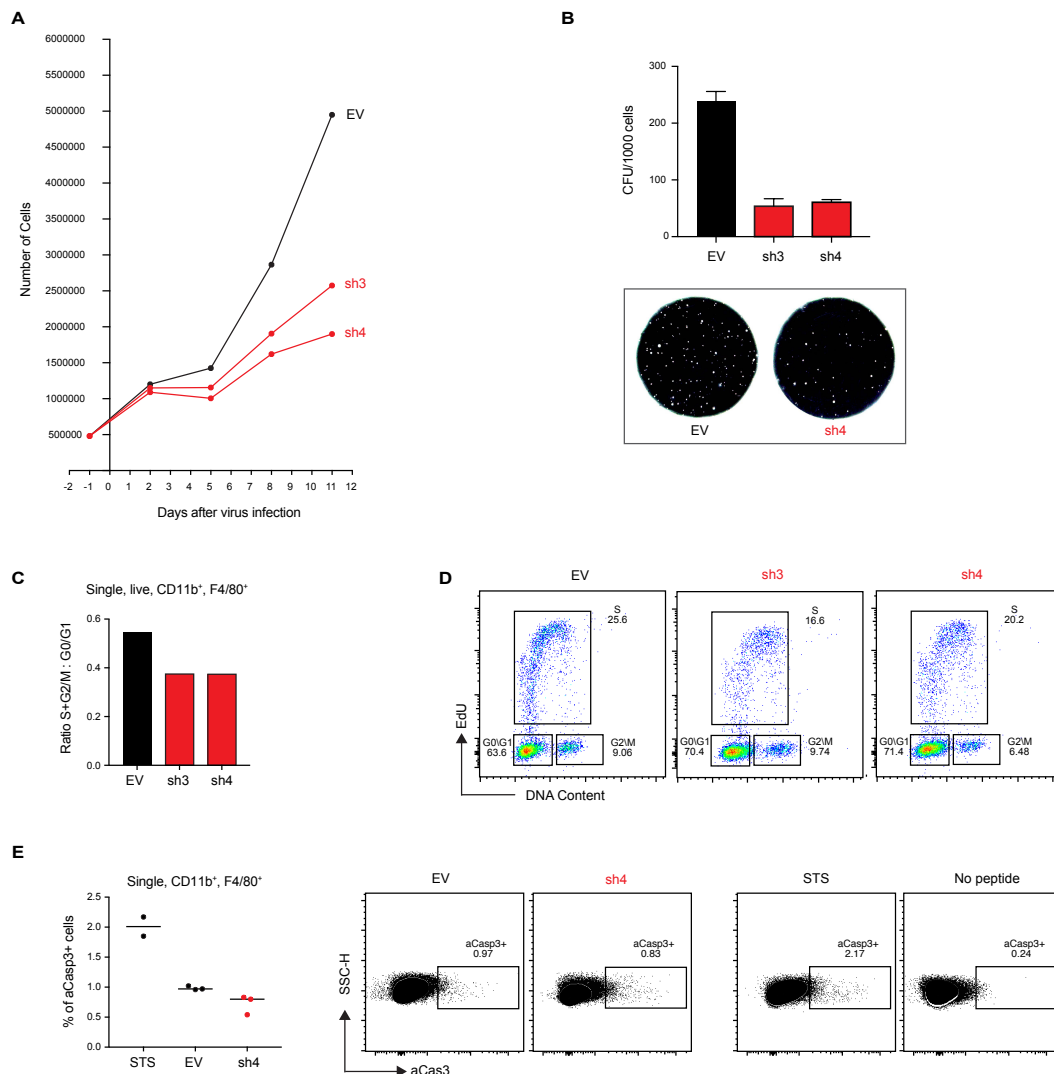 A
Number of Cells
6000000
5500000
5000000
4500000
4000000
3500000
3000000
2500000
2000000
1500000
1000000
500000
EV
sh3
sh4
-2 -1 0 1 2 3 4 5 6 7 8 9 10 11 12
Days after virus infection
B
CFU/1000 cells
300
200
100
0
EV sh3 sh4
EV sh4
C
Single, live, CD11b⁺, F4/80⁺
Ratio S+G2/M : G0/G1
0.6
0.4
0.2
0.0
EV sh3 sh4
D
EdU
DNA Content
EV
S
25.6
G0\G1
63.6
G2\M
9.06
sh3
S
16.6
G0\G1
70.4
G2\M
9.74
sh4
S
20.2
G0\G1
71.4
G2\M
6.48
E
Single, CD11b⁺, F4/80⁺
% of aCasp3+ cells
2.5
2.0
1.5
1.0
0.5
0.0
STS EV sh4
SSC-H
aCas3
EV
aCasp3+
0.97
sh4
aCasp3+
0.83
STS
aCasp3+
2.17
No peptide
aCasp3+
0.24